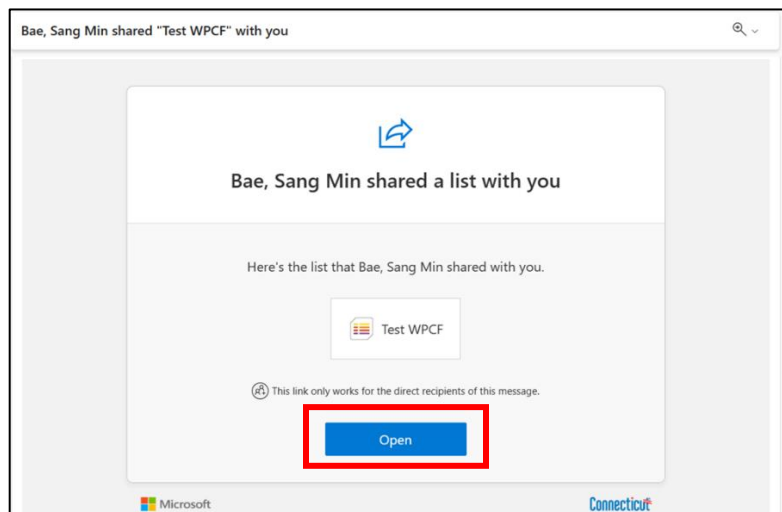 Bae, Sang Min shared "Test WPCF" with you
Bae, Sang Min shared a list with you
Here's the list that Bae, Sang Min shared with you.
Test WPCF
This link only works for the direct recipients of this message.
Open
Microsoft
Connecticut